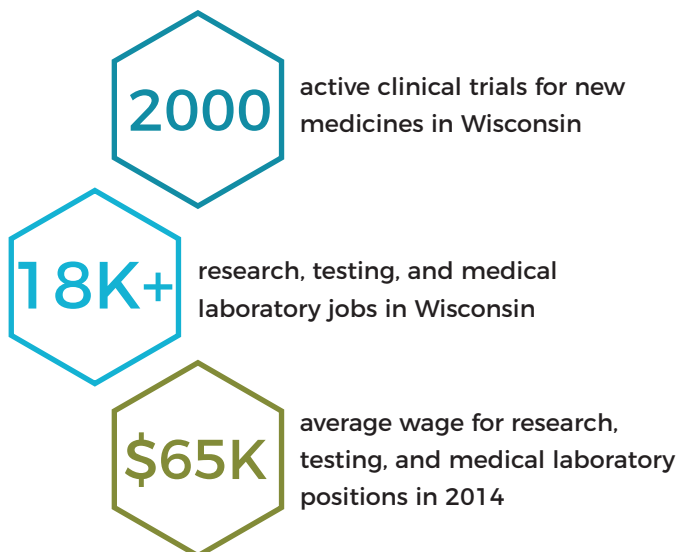 2000
active clinical trials for new
medicines in Wisconsin
18K+
research, testing, and medical
laboratory jobs in Wisconsin
$65K
average wage for research,
testing, and medical laboratory
positions in 2014